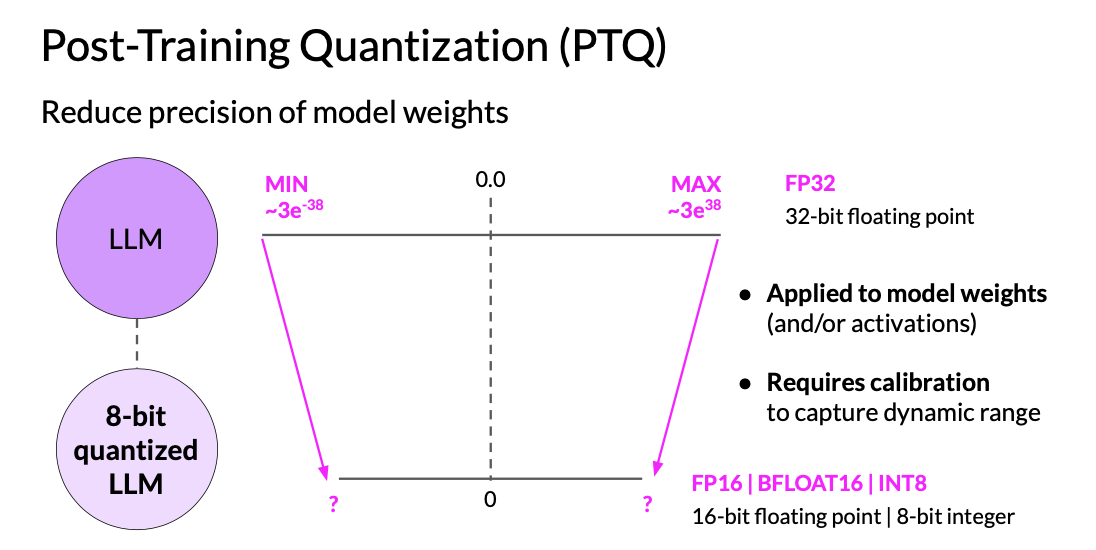 Post-Training Quantization (PTQ)
Reduce precision of model weights
LLM
8-bit
quantized
LLM
MIN
~3e-38
0.0
MAX
~3e38
FP32
32-bit floating point
● Applied to model weights
(and/or activations)
● Requires calibration
to capture dynamic range
?
0
?
FP16 | BFLOAT16 | INT8
16-bit floating point | 8-bit integer